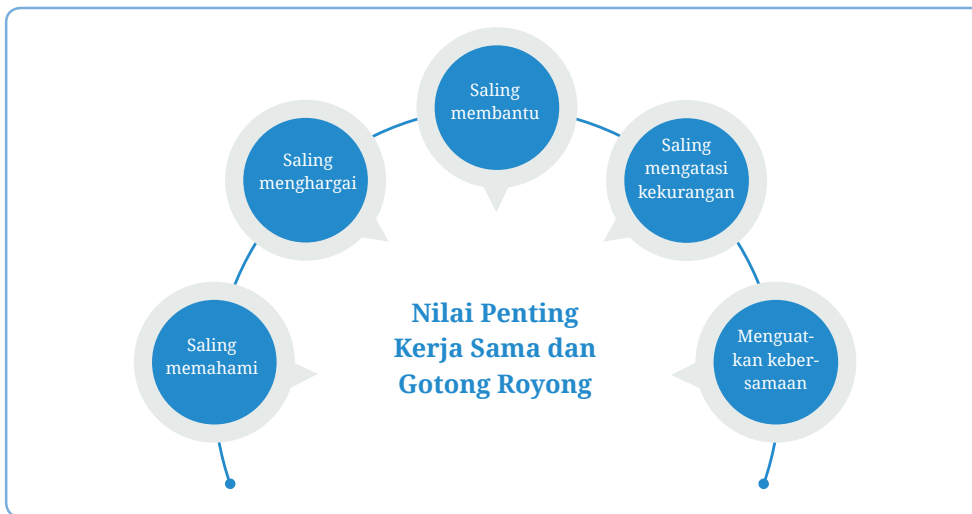 Saling
membantu
Saling
menghargai
Saling
mengatasi
kekurangan
Saling
memahami
Nilai Penting
Kerja Sama dan
Gotong Royong
Menguat-
kan keber-
samaan